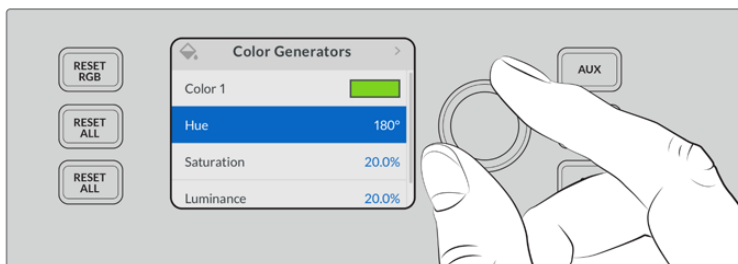 RESET
RGB
RESET
ALL
RESET
ALL
Color Generators
Color 1
Hue 180°
Saturation 20.0%
Luminance 20.0%
AUX